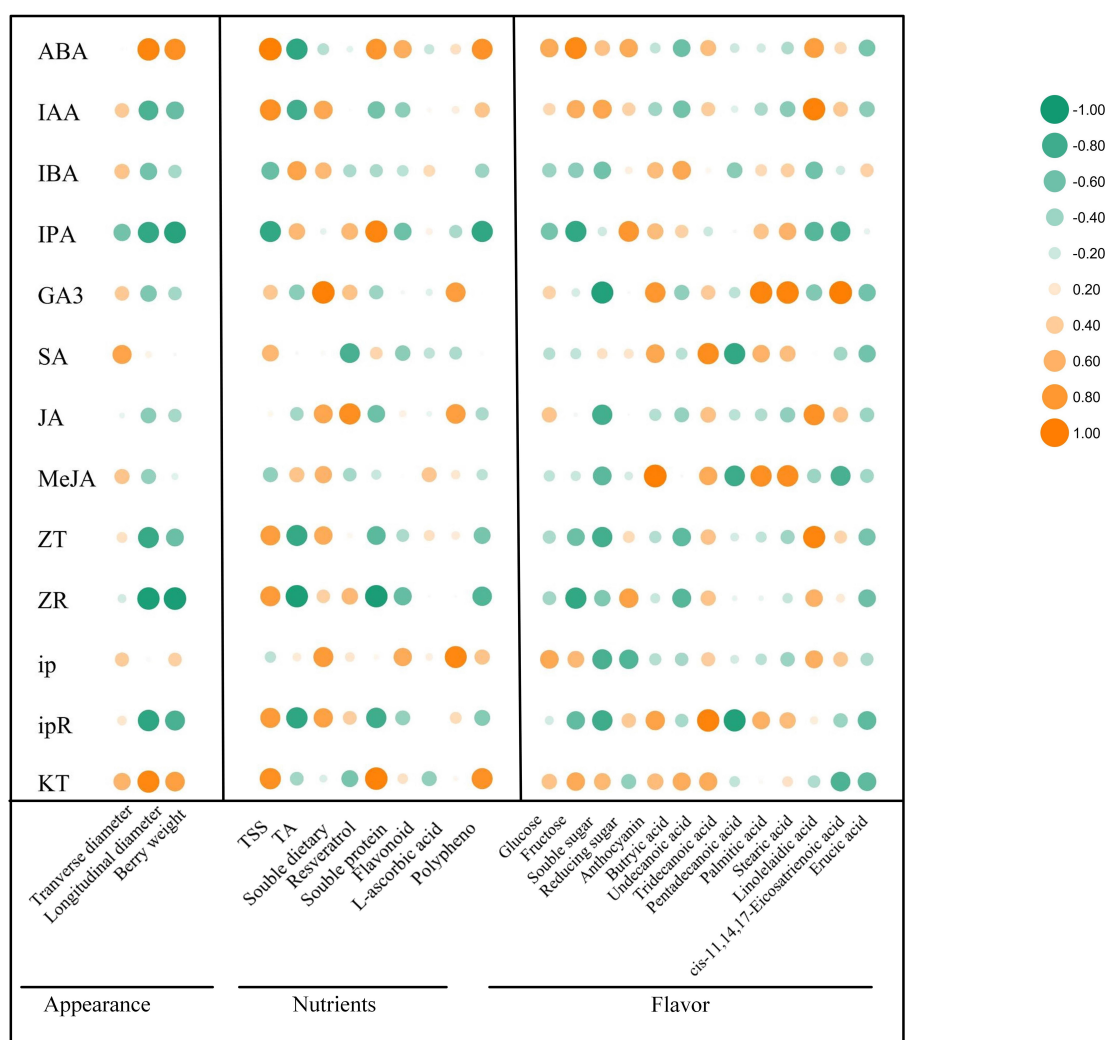 ABA
IAA
IBA
IPA
GA3
SA
JA
MeJA
ZT
ZR
ip
ipR
KT
Tranverse diameter
Longitudinal diameter
Berry weight
TSS
TA
Souble dietary
Resveratrol
Souble protein
Flavonoid
L-ascorbic acid
Polypheno
Glucose
Fructose
Souble sugar
Reducing sugar
Anthocyanin
Butryic acid
Undecanoic acid
Tridecanoic acid
Pentadecanoic acid
Palmitic acid
Stearic acid
Linolelaidic acid
cis-11,14,17-Eicosatrienoic acid
Erucic acid
Appearance
Nutrients
Flavor
-1.00
-0.80
-0.60
-0.40
-0.20
0.20
0.40
0.60
0.80
1.00